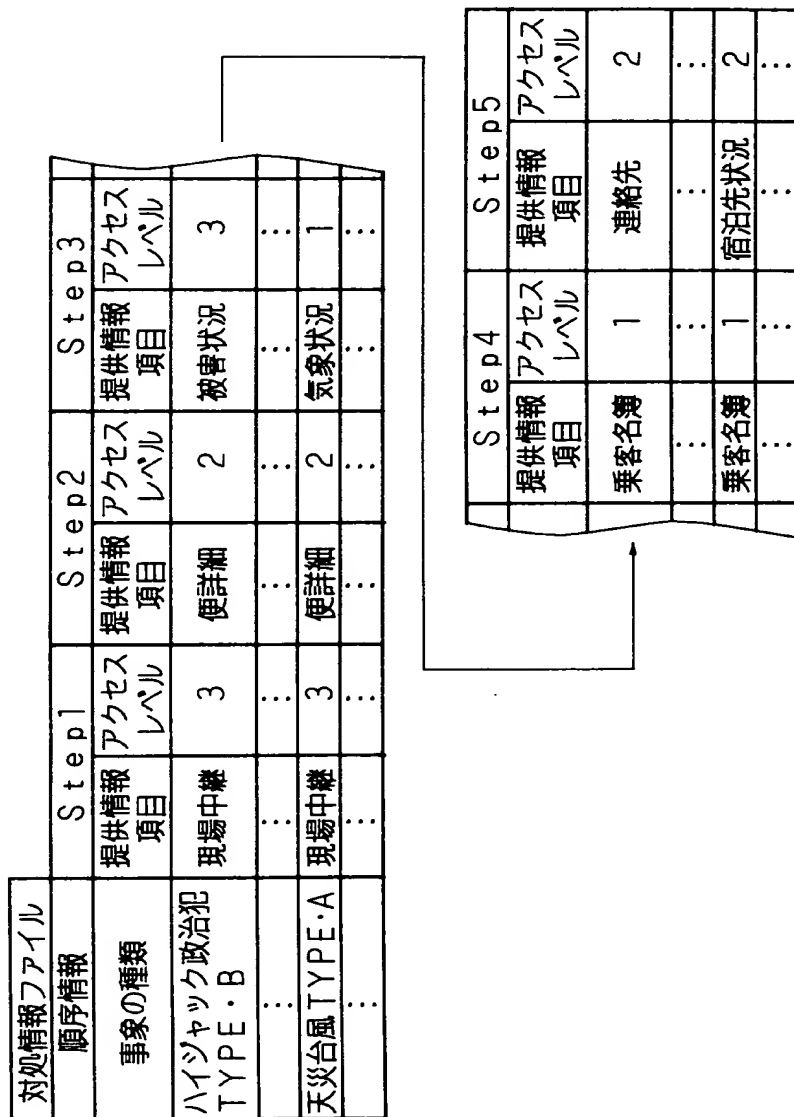 対処情報ファイル
順序情報 Step1 Step2 Step3
事象の種類 提供情報項目 アクセスレベル 提供情報項目 アクセスレベル 提供情報項目 アクセスレベル
ハイジャック政治犯TYPE・B 現場中継 3 便詳細 2 被害状況 3
⋮ … … … … … …
天災台風TYPE・A 現場中継 3 便詳細 2 気象状況 1
⋮ … … … … … …
Step4 Step5
提供情報項目 アクセスレベル 提供情報項目 アクセスレベル
乗客名簿 1 連絡先 2
… … … …
乗客名簿 1 宿泊先状況 2
… … … …